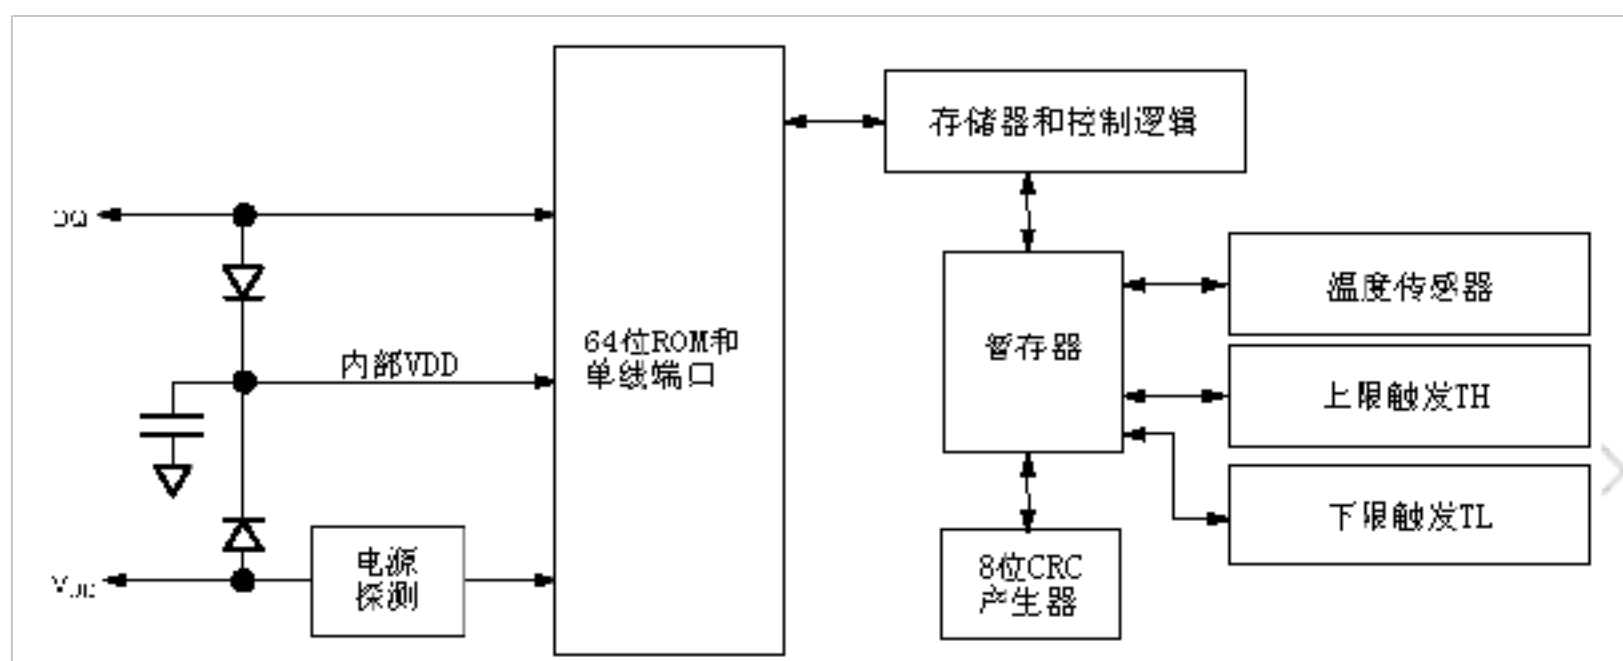 DQ
VDD
内部VDD
电源
探测
64位ROM和
单线端口
存储器和控制逻辑
暂存器
8位CRC
产生器
温度传感器
上限触发TH
下限触发TL